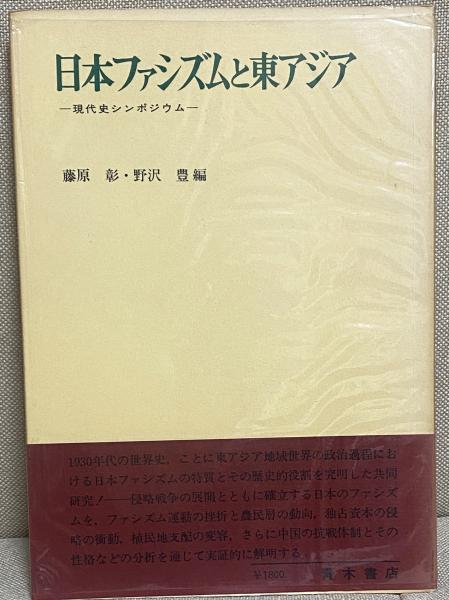 日本ファシズムと東アジア
―現代史シンポジウム―
藤原 彰・野沢 豊編
1930年代の世界史，ことに東アジア地域世界の政治過程にお
ける日本ファシズムの特質とその歴史的役割を究明した共同
研究！――侵略戦争の展開とともに確立する日本のファシズ
ムを，ファシズム運動の挫折と農民層の動向，独占資本の侵
略の衝動，植民地支配の変容，さらに中国の抗戦体制とその
性格などの分析を通じて実証的に解明する
¥1800 青木書店